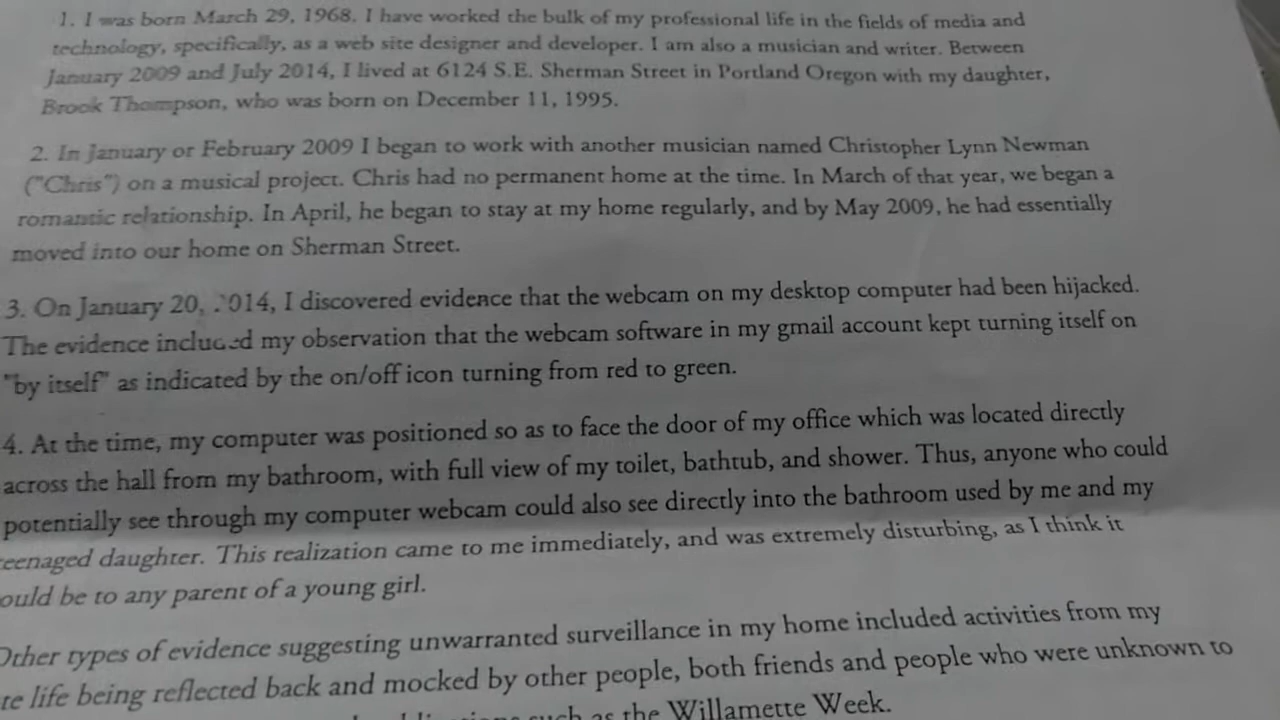 1. I was born March 29, 1968. I have worked the bulk of my professional life in the fields of media and
technology, specifically, as a web site designer and developer. I am also a musician and writer. Between
January 2009 and July 2014, I lived at 6124 S.E. Sherman Street in Portland Oregon with my daughter,
Brook Thompson, who was born on December 11, 1995.
2. In January or February 2009 I began to work with another musician named Christopher Lynn Newman
("Chris") on a musical project. Chris had no permanent home at the time. In March of that year, we began a
romantic relationship. In April, he began to stay at my home regularly, and by May 2009, he had essentially
moved into our home on Sherman Street.
3. On January 20, 2014, I discovered evidence that the webcam on my desktop computer had been hijacked.
The evidence included my observation that the webcam software in my gmail account kept turning itself on
"by itself" as indicated by the on/off icon turning from red to green.
4. At the time, my computer was positioned so as to face the door of my office which was located directly
across the hall from my bathroom, with full view of my toilet, bathtub, and shower. Thus, anyone who could
potentially see through my computer webcam could also see directly into the bathroom used by me and my
eenaged daughter. This realization came to me immediately, and was extremely disturbing, as I think it
ould be to any parent of a young girl.
Other types of evidence suggesting unwarranted surveillance in my home included activities from my
te life being reflected back and mocked by other people, both friends and people who were unknown to
such as the Willamette Week.